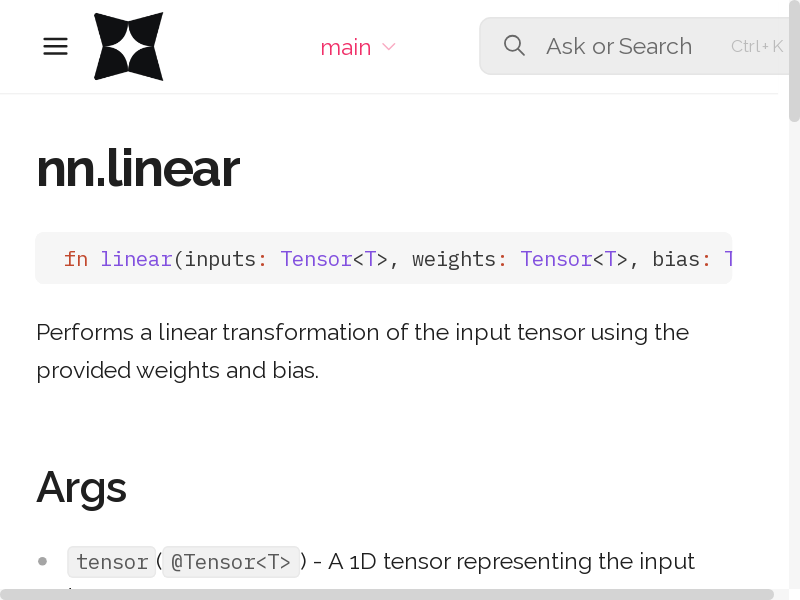 main
Ask or Search
Ctrl+K
nn.linear
fn linear(inputs: Tensor<T>, weights: Tensor<T>, bias: T
Performs a linear transformation of the input tensor using the
provided weights and bias.
Args
tensor (@Tensor<T>) - A 1D tensor representing the input